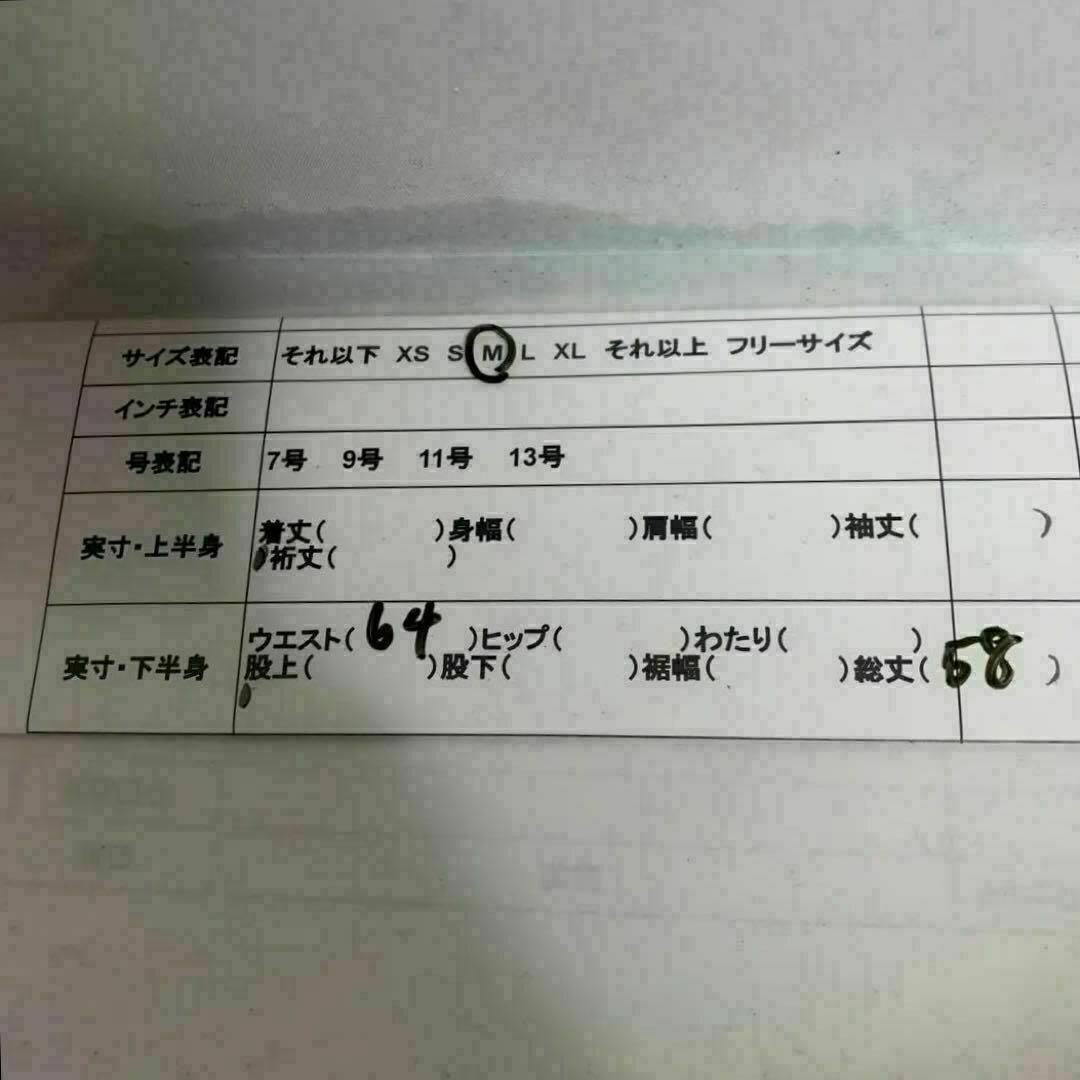 サイズ表記 それ以下 XS S M L XL それ以上 フリーサイズ
インチ表記
号表記 7号 9号 11号 13号
実寸・上半身 着丈( )身幅( )肩幅( )袖丈( )
裄丈( )
実寸・下半身 ウエスト( 64 )ヒップ( )わたり( )
股上( )股下( )裾幅( )総丈( 58 )